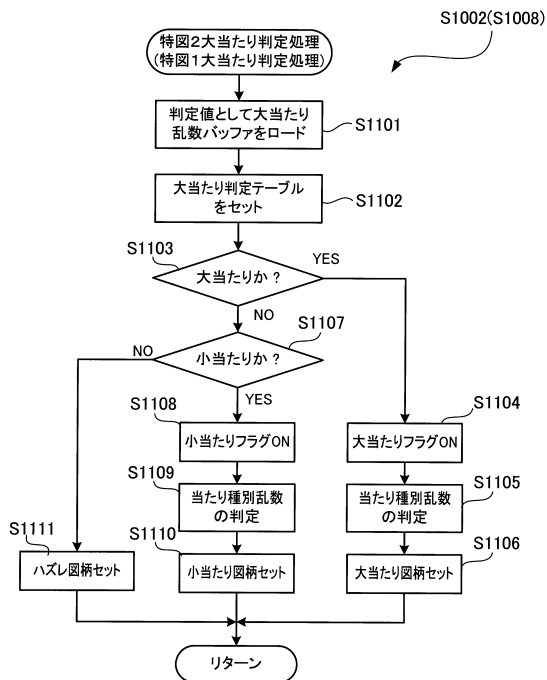 S1002(S1008)
特図2大当たり判定処理
(特図1大当たり判定処理)
判定値として大当たり
乱数バッファをロード
S1101
大当たり判定テーブル
をセット
S1102
S1103
大当たりか?
YES
NO
S1107
小当たりか?
NO
YES
S1108
小当たりフラグON
S1104
大当たりフラグON
S1109
当たり種別乱数
の判定
S1105
当たり種別乱数
の判定
S1111
ハズレ図柄セット
S1110
小当たり図柄セット
S1106
大当たり図柄セット
リターン